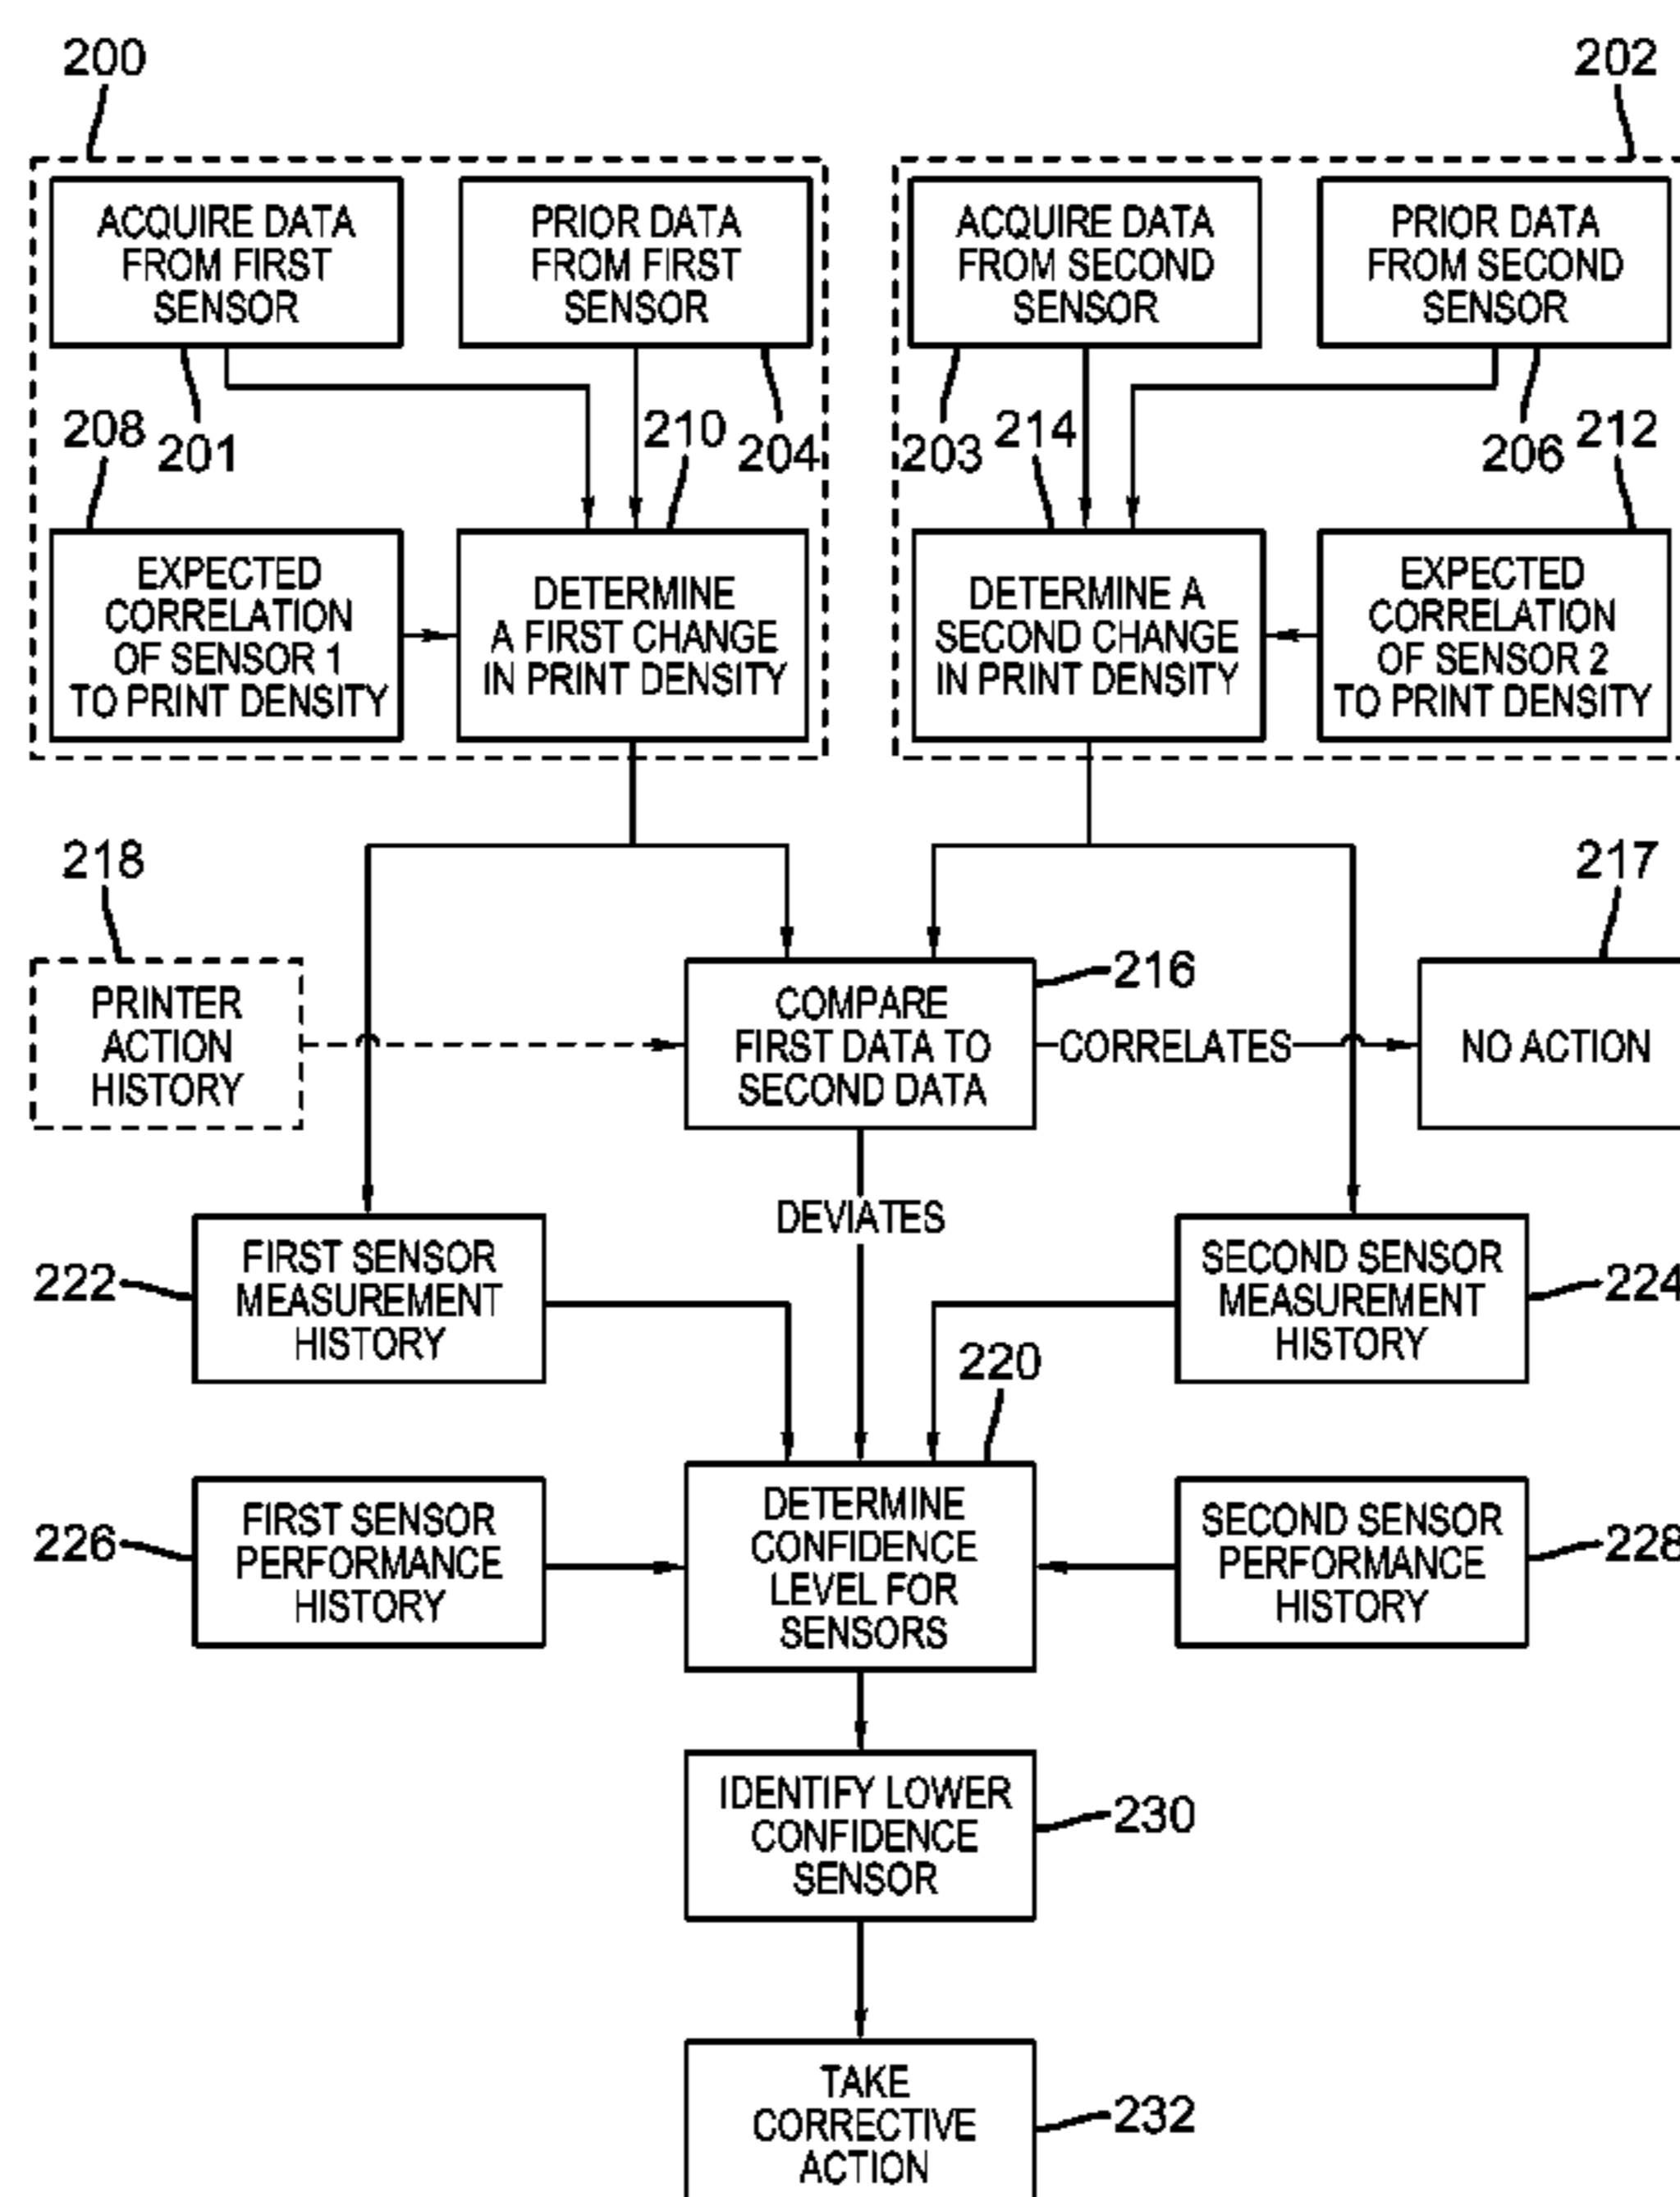 200
202
ACQUIRE DATA
FROM FIRST
SENSOR
PRIOR DATA
FROM FIRST
SENSOR
ACQUIRE DATA
FROM SECOND
SENSOR
PRIOR DATA
FROM SECOND
SENSOR
208
201
210
204
203
214
206
212
EXPECTED
CORRELATION
OF SENSOR 1
TO PRINT DENSITY
DETERMINE
A FIRST CHANGE
IN PRINT DENSITY
DETERMINE A
SECOND CHANGE
IN PRINT DENSITY
EXPECTED
CORRELATION
OF SENSOR 2
TO PRINT DENSITY
218
217
PRINTER
ACTION
HISTORY
COMPARE
FIRST DATA TO
SECOND DATA
216
CORRELATES
NO ACTION
DEVIATES
222
FIRST SENSOR
MEASUREMENT
HISTORY
SECOND SENSOR
MEASUREMENT
HISTORY
224
220
226
FIRST SENSOR
PERFORMANCE
HISTORY
DETERMINE
CONFIDENCE
LEVEL FOR
SENSORS
SECOND SENSOR
PERFORMANCE
HISTORY
228
IDENTIFY LOWER
CONFIDENCE
SENSOR
230
TAKE
CORRECTIVE
ACTION
232